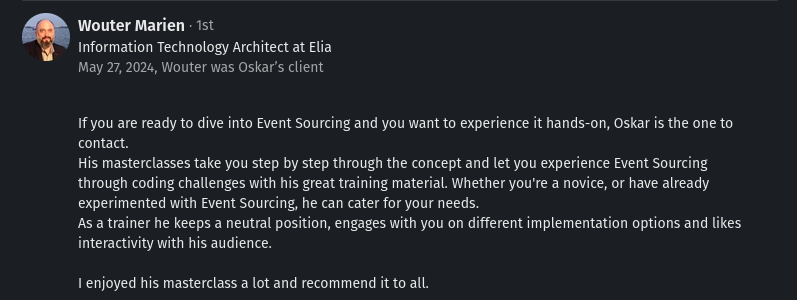 Wouter Marien · 1st
Information Technology Architect at Elia
May 27, 2024, Wouter was Oskar’s client
If you are ready to dive into Event Sourcing and you want to experience it hands-on, Oskar is the one to
contact.
His masterclasses take you step by step through the concept and let you experience Event Sourcing
through coding challenges with his great training material. Whether you're a novice, or have already
experimented with Event Sourcing, he can cater for your needs.
As a trainer he keeps a neutral position, engages with you on different implementation options and likes
interactivity with his audience.
I enjoyed his masterclass a lot and recommend it to all.